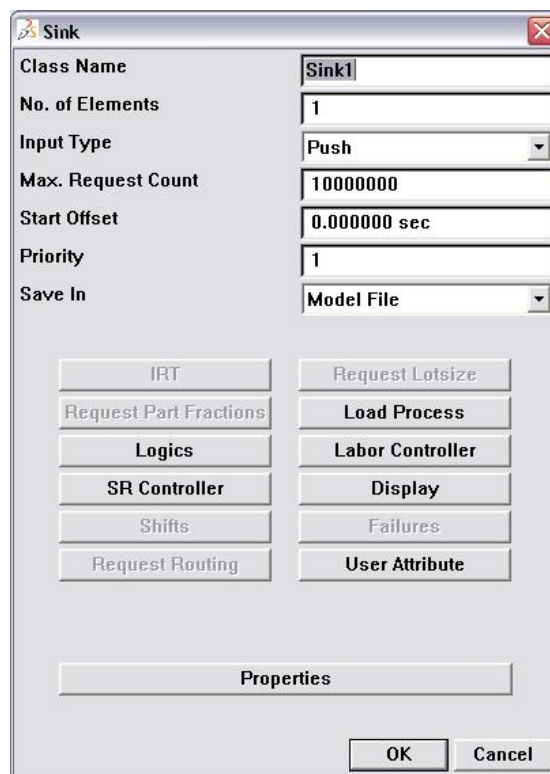 Sink
Class Name Sink1
No. of Elements 1
Input Type Push
Max. Request Count 10000000
Start Offset 0.000000 sec
Priority 1
Save In Model File
IRT Request Lotsize
Request Part Fractions Load Process
Logics Labor Controller
SR Controller Display
Shifts Failures
Request Routing User Attribute
Properties
OK Cancel